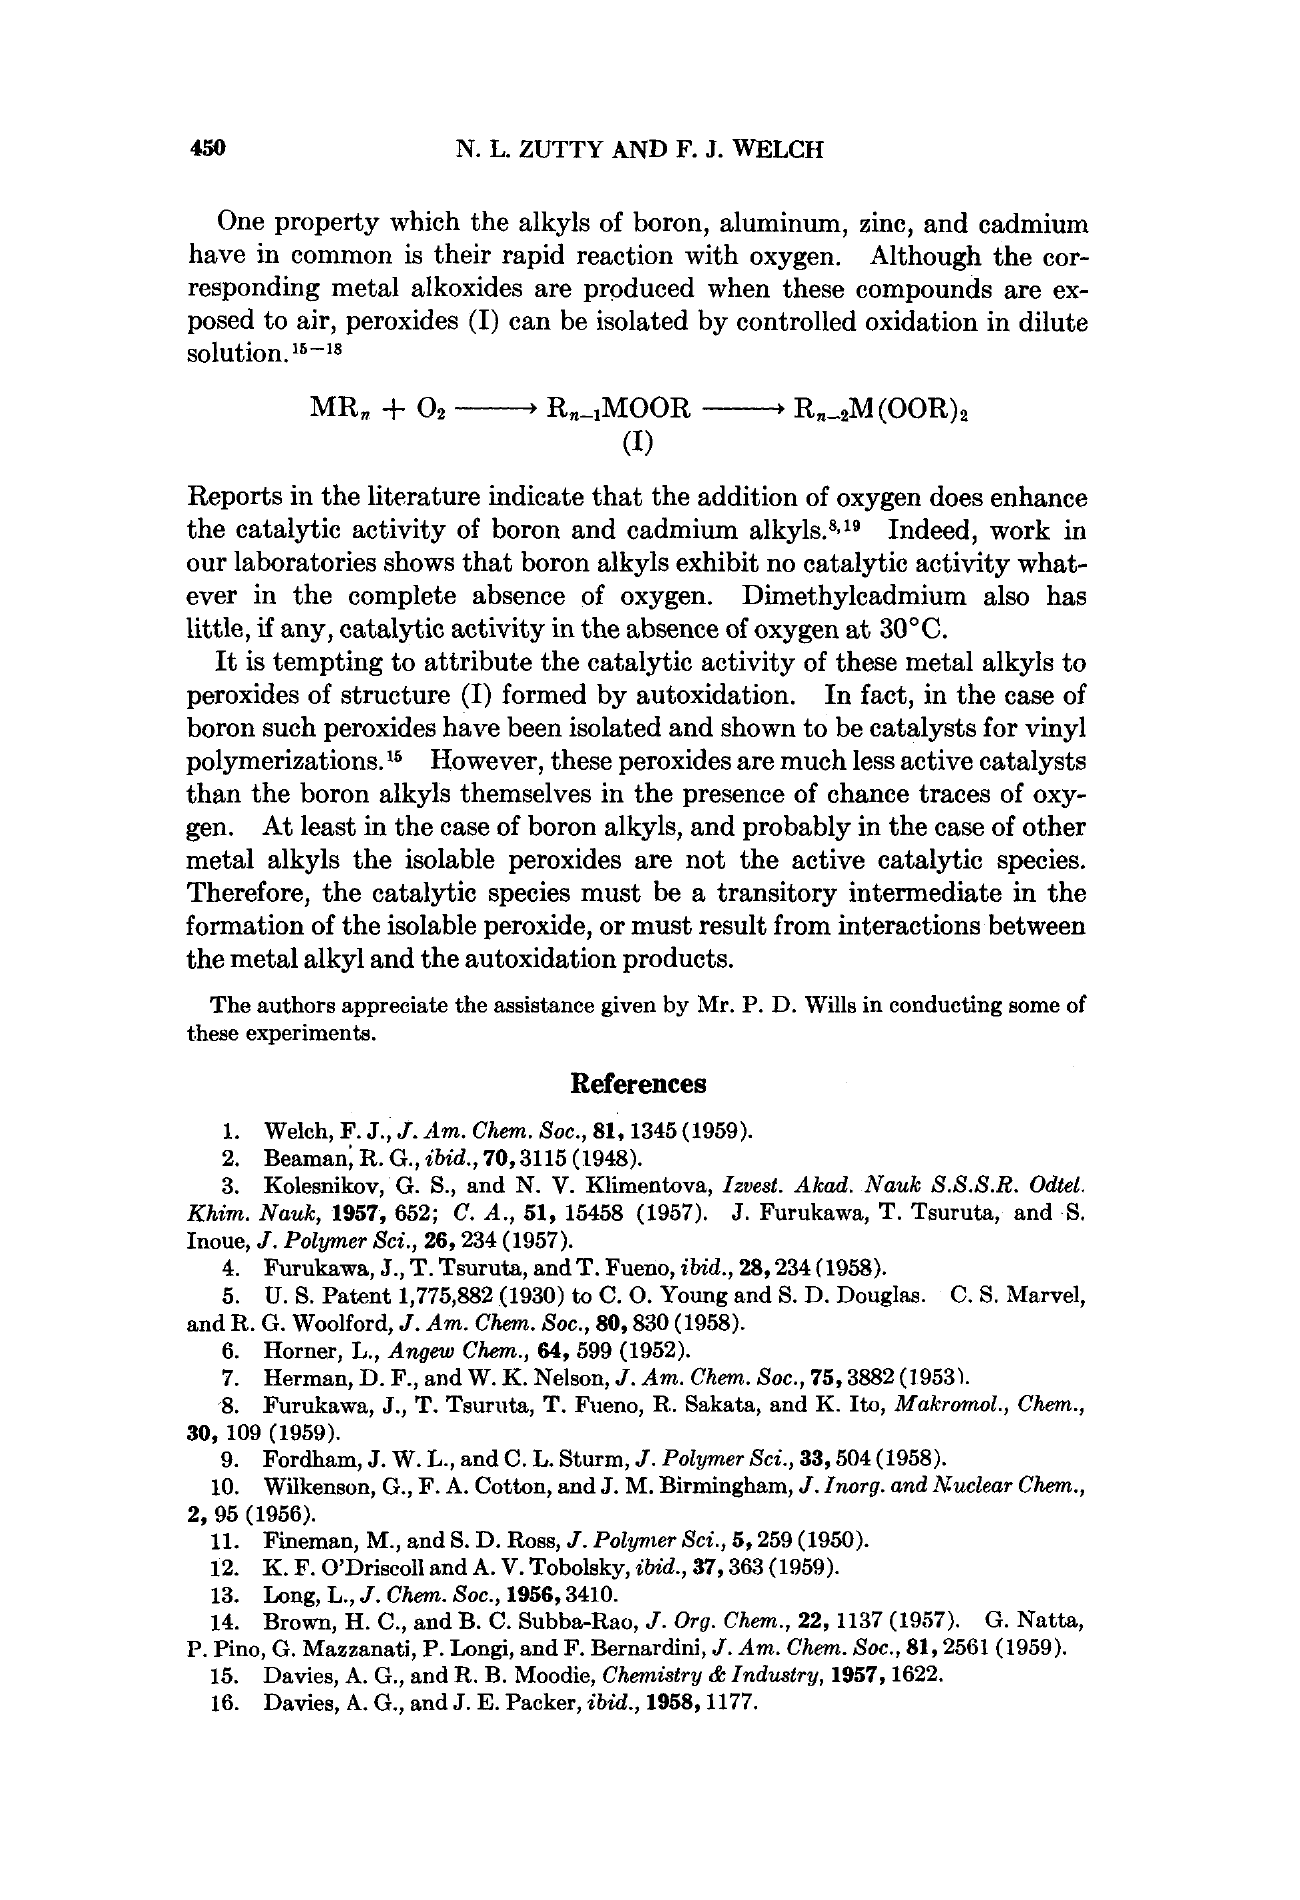 450 N. L. ZUTTY AND F. J. WELCH
One property which the alkyls of boron, aluminum, zinc, and cadmium
have in common is their rapid reaction with oxygen. Although the cor-
responding metal alkoxides are produced when these compounds are ex-
posed to air, peroxides (I) can be isolated by controlled oxidation in dilute
solution.¹⁵⁻¹⁸
MRₙ + O₂ ⟶ Rₙ₋₁MOOR ⟶ Rₙ₋₂M(OOR)₂
(I)
Reports in the literature indicate that the addition of oxygen does enhance
the catalytic activity of boron and cadmium alkyls.⁸,¹⁹ Indeed, work in
our laboratories shows that boron alkyls exhibit no catalytic activity what-
ever in the complete absence of oxygen. Dimethylcadmium also has
little, if any, catalytic activity in the absence of oxygen at 30°C.
It is tempting to attribute the catalytic activity of these metal alkyls to
peroxides of structure (I) formed by autoxidation. In fact, in the case of
boron such peroxides have been isolated and shown to be catalysts for vinyl
polymerizations.¹⁵ However, these peroxides are much less active catalysts
than the boron alkyls themselves in the presence of chance traces of oxy-
gen. At least in the case of boron alkyls, and probably in the case of other
metal alkyls the isolable peroxides are not the active catalytic species.
Therefore, the catalytic species must be a transitory intermediate in the
formation of the isolable peroxide, or must result from interactions between
the metal alkyl and the autoxidation products.
The authors appreciate the assistance given by Mr. P. D. Wills in conducting some of
these experiments.
References
1. Welch, F. J., J. Am. Chem. Soc., 81, 1345 (1959).
2. Beaman, R. G., ibid., 70, 3115 (1948).
3. Kolesnikov, G. S., and N. V. Klimentova, Izvest. Akad. Nauk S.S.S.R. Odtel.
Khim. Nauk, 1957, 652; C. A., 51, 15458 (1957). J. Furukawa, T. Tsuruta, and S.
Inoue, J. Polymer Sci., 26, 234 (1957).
4. Furukawa, J., T. Tsuruta, and T. Fueno, ibid., 28, 234 (1958).
5. U. S. Patent 1,775,882 (1930) to C. O. Young and S. D. Douglas. C. S. Marvel,
and R. G. Woolford, J. Am. Chem. Soc., 80, 830 (1958).
6. Horner, L., Angew Chem., 64, 599 (1952).
7. Herman, D. F., and W. K. Nelson, J. Am. Chem. Soc., 75, 3882 (1953).
8. Furukawa, J., T. Tsuruta, T. Fueno, R. Sakata, and K. Ito, Makromol., Chem.,
30, 109 (1959).
9. Fordham, J. W. L., and C. L. Sturm, J. Polymer Sci., 33, 504 (1958).
10. Wilkenson, G., F. A. Cotton, and J. M. Birmingham, J. Inorg. and Nuclear Chem.,
2, 95 (1956).
11. Fineman, M., and S. D. Ross, J. Polymer Sci., 5, 259 (1950).
12. K. F. O'Driscoll and A. V. Tobolsky, ibid., 37, 363 (1959).
13. Long, L., J. Chem. Soc., 1956, 3410.
14. Brown, H. C., and B. C. Subba-Rao, J. Org. Chem., 22, 1137 (1957). G. Natta,
P. Pino, G. Mazzanati, P. Longi, and F. Bernardini, J. Am. Chem. Soc., 81, 2561 (1959).
15. Davies, A. G., and R. B. Moodie, Chemistry & Industry, 1957, 1622.
16. Davies, A. G., and J. E. Packer, ibid., 1958, 1177.